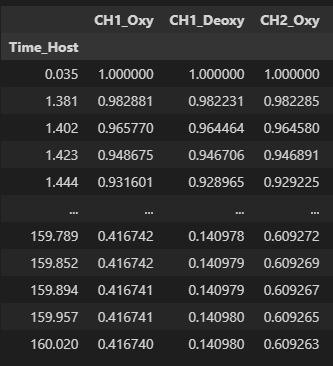 CH1_Oxy CH1_Deoxy CH2_Oxy
Time_Host
0.035 1.000000 1.000000 1.000000
1.381 0.982881 0.982231 0.982285
1.402 0.965770 0.964464 0.964580
1.423 0.948675 0.946706 0.946891
1.444 0.931601 0.928965 0.929225
... ... ... ...
159.789 0.416742 0.140978 0.609272
159.852 0.416742 0.140979 0.609269
159.894 0.416741 0.140979 0.609267
159.957 0.416741 0.140980 0.609265
160.020 0.416740 0.140980 0.609263